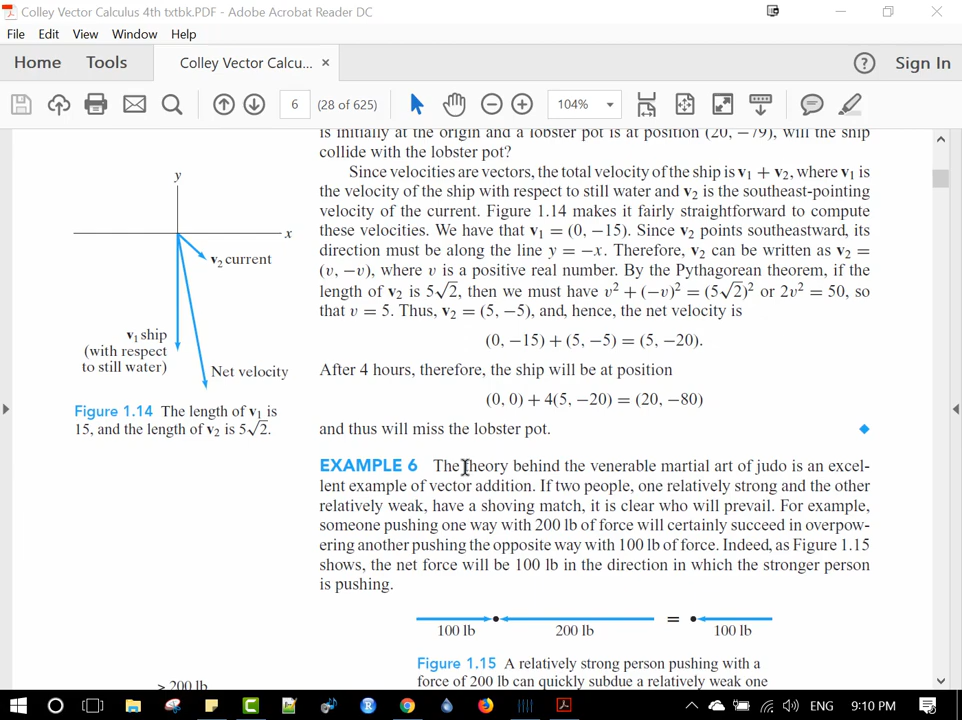 Colley Vector Calculus 4th txtbk.PDF - Adobe Acrobat Reader DC
File Edit View Window Help
Home Tools Colley Vector Calcu... × ? Sign In
6 (28 of 625) 104%
is initially at the origin and a lobster pot is at position (20, −79), will the ship
collide with the lobster pot?
Since velocities are vectors, the total velocity of the ship is v₁ + v₂, where v₁ is
the velocity of the ship with respect to still water and v₂ is the southeast-pointing
velocity of the current. Figure 1.14 makes it fairly straightforward to compute
these velocities. We have that v₁ = (0, −15). Since v₂ points southeastward, its
direction must be along the line y = −x. Therefore, v₂ can be written as v₂ =
(v, −v), where v is a positive real number. By the Pythagorean theorem, if the
length of v₂ is 5√2, then we must have v² + (−v)² = (5√2)² or 2v² = 50, so
that v = 5. Thus, v₂ = (5, −5), and, hence, the net velocity is
(0, −15) + (5, −5) = (5, −20).
After 4 hours, therefore, the ship will be at position
(0, 0) + 4(5, −20) = (20, −80)
and thus will miss the lobster pot.
y
x
v₂ current
v₁ ship
(with respect
to still water)
Net velocity
Figure 1.14 The length of v₁ is
15, and the length of v₂ is 5√2.
EXAMPLE 6 The theory behind the venerable martial art of judo is an excel-
lent example of vector addition. If two people, one relatively strong and the other
relatively weak, have a shoving match, it is clear who will prevail. For example,
someone pushing one way with 200 lb of force will certainly succeed in overpow-
ering another pushing the opposite way with 100 lb of force. Indeed, as Figure 1.15
shows, the net force will be 100 lb in the direction in which the stronger person
is pushing.
100 lb 200 lb = 100 lb
Figure 1.15 A relatively strong person pushing with a
force of 200 lb can quickly subdue a relatively weak one
> 200 lb
ENG 9:10 PM